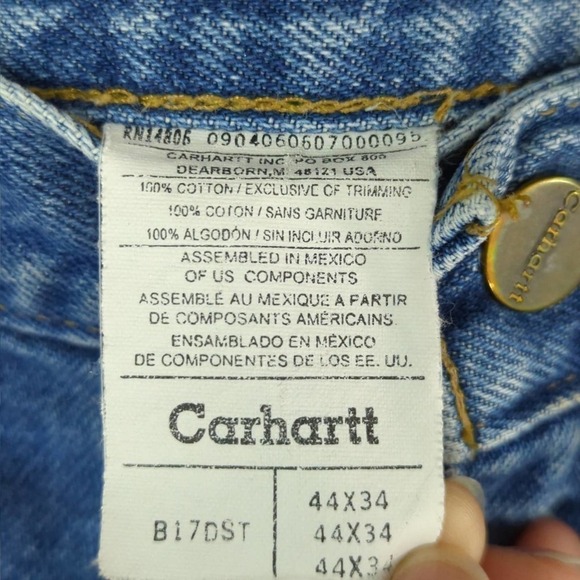 RN14806 0904060607000095
CARHARTT INC. PO BOX 600
DEARBORN,MI 48121 USA
100% COTTON / EXCLUSIVE OF TRIMMING
100% COTON / SANS GARNITURE
100% ALGODÓN / SIN INCLUIR ADORNO
ASSEMBLED IN MEXICO
OF US COMPONENTS
ASSEMBLÉ AU MEXIQUE A PARTIR
DE COMPOSANTS AMÉRICAINS
ENSAMBLADO EN MÉXICO
DE COMPONENTES DE LOS EE. UU.
Carhartt
B17DST
44X34
44X34
44X34
Carhartt